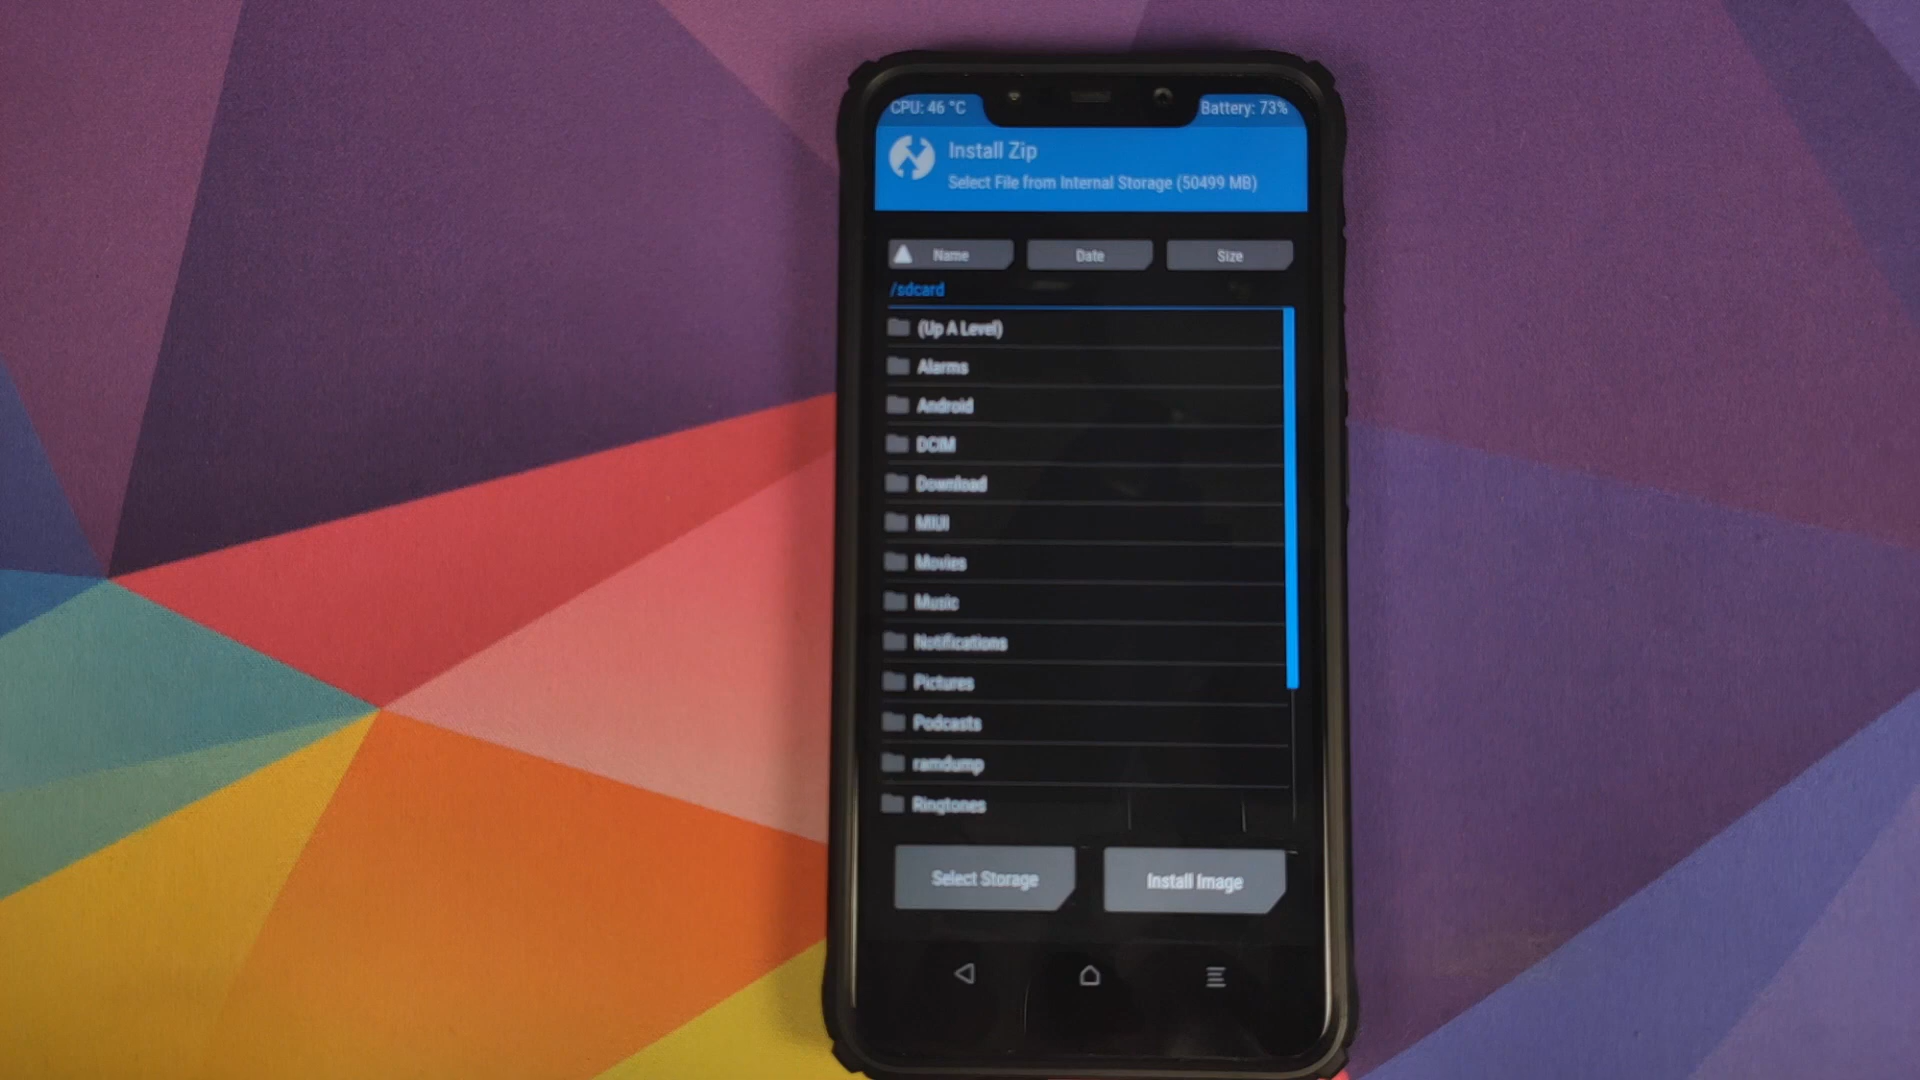 CPU: 46 °C
Battery: 73%
Install Zip
Select File from Internal Storage (50499 MB)
Name
Date
Size
/sdcard
(Up A Level)
Alarms
Android
DCIM
Download
MIUI
Movies
Music
Notifications
Pictures
Podcasts
ramdump
Ringtones
Select Storage
Install Image